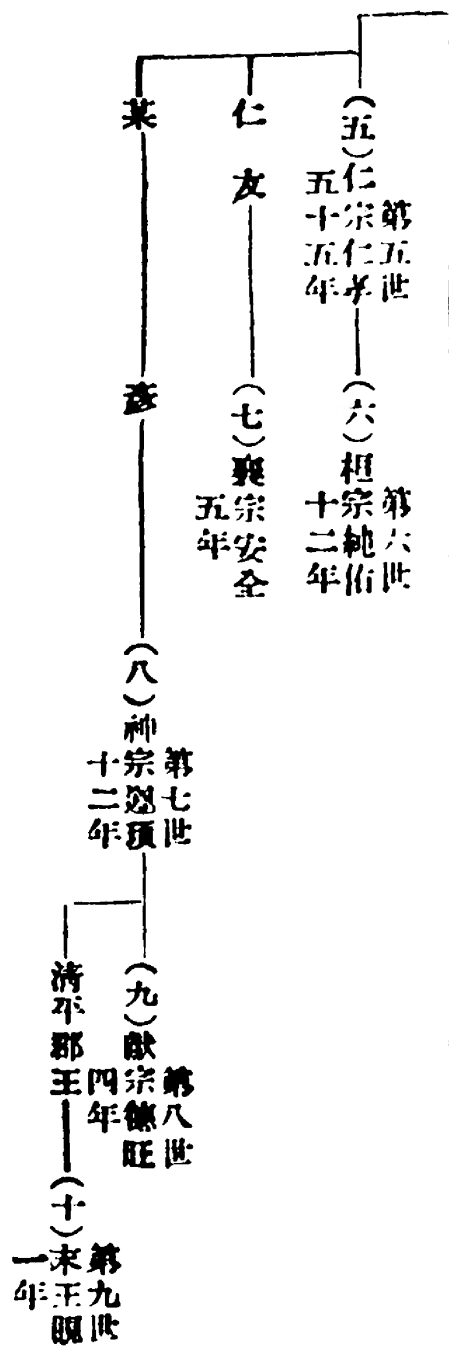 第五世
(五)仁宗仁孝
五十五年
第六世
(六)桓宗純佑
十二年
仁友
(七)襄宗安全
五年
某
彥
第七世
(八)神宗遵頊
十二年
第八世
(九)献宗德旺
四年
清平郡王
第九世
(十)末王晛
一年